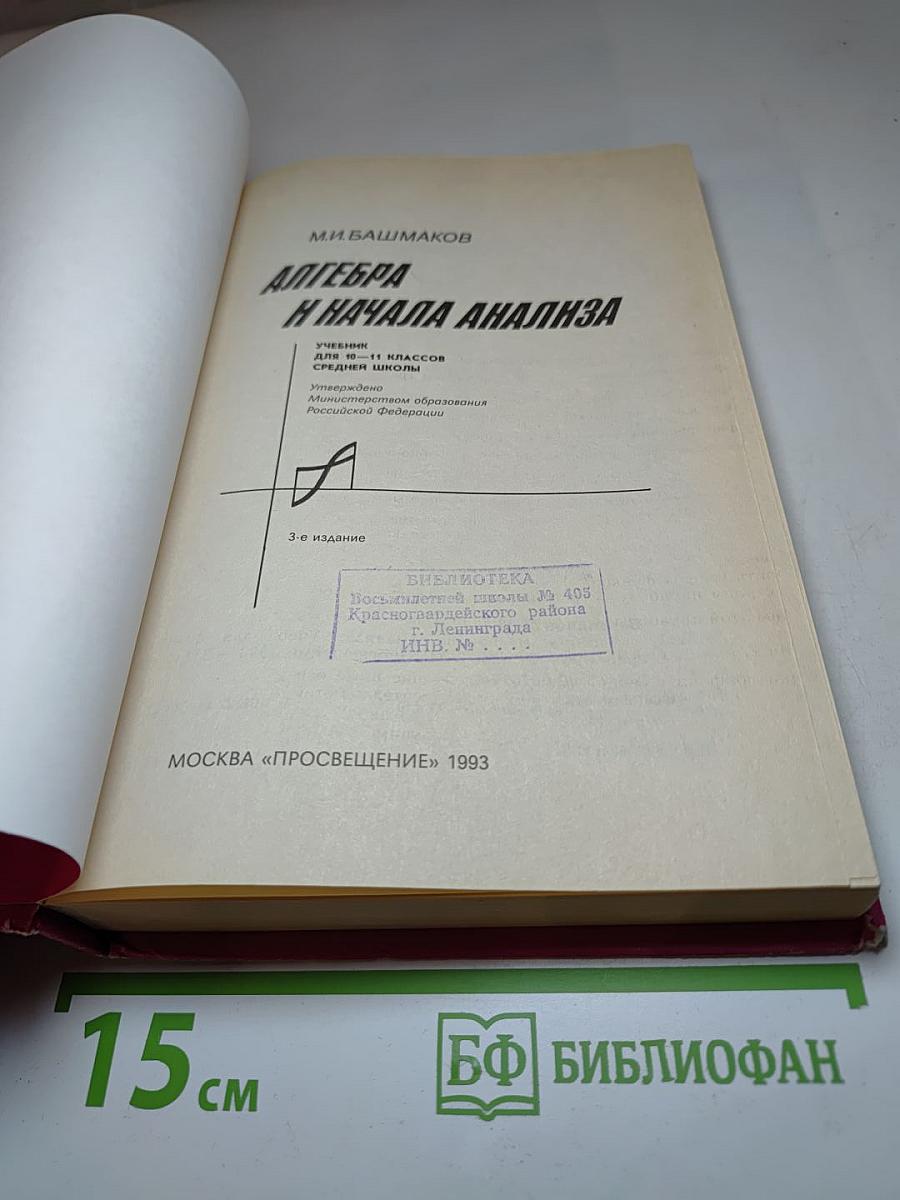 М.И.БАШМАКОВ
АЛГЕБРА
И НАЧАЛА АНАЛИЗА
УЧЕБНИК
ДЛЯ 10—11 КЛАССОВ
СРЕДНЕЙ ШКОЛЫ
Утверждено
Министерством образования
Российской Федерации
3-е издание
БИБЛИОТЕКА
Восьмилетней школы № 405
Красногвардейского района
г. Ленинграда
ИНВ. № . . . .
МОСКВА «ПРОСВЕЩЕНИЕ» 1993
15 см
БФ БИБЛИОФАН